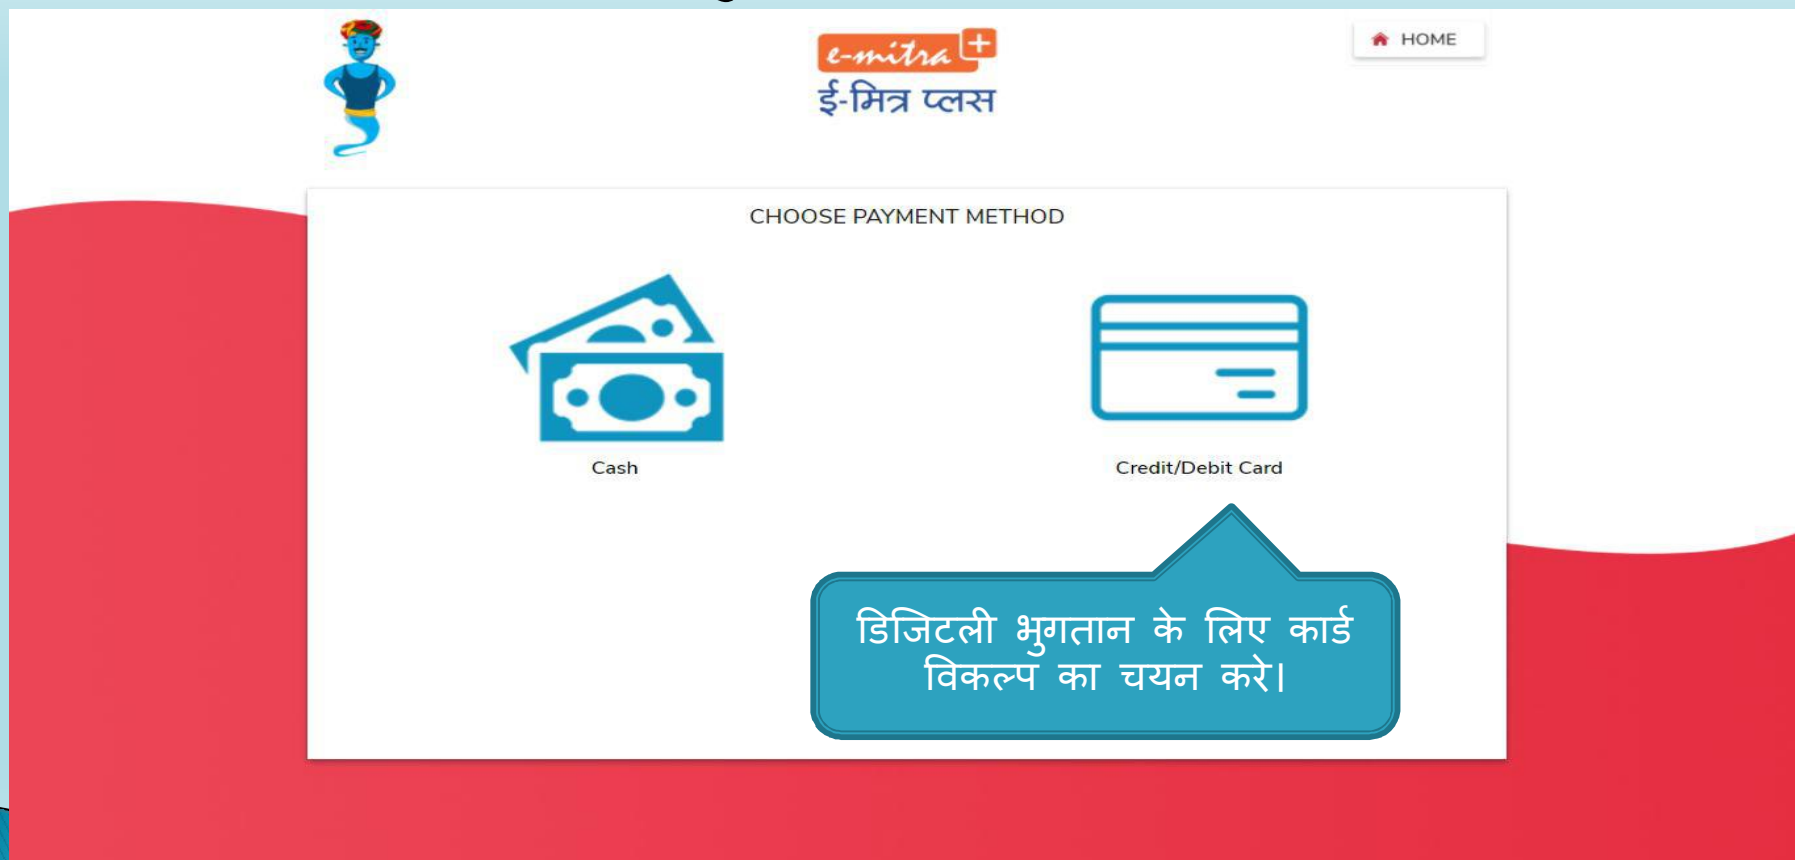 e-mitra +
ई-मित्र प्लस
HOME
CHOOSE PAYMENT METHOD
Cash
Credit/Debit Card
डिजिटली भुगतान के लिए कार्ड
विकल्प का चयन करे।